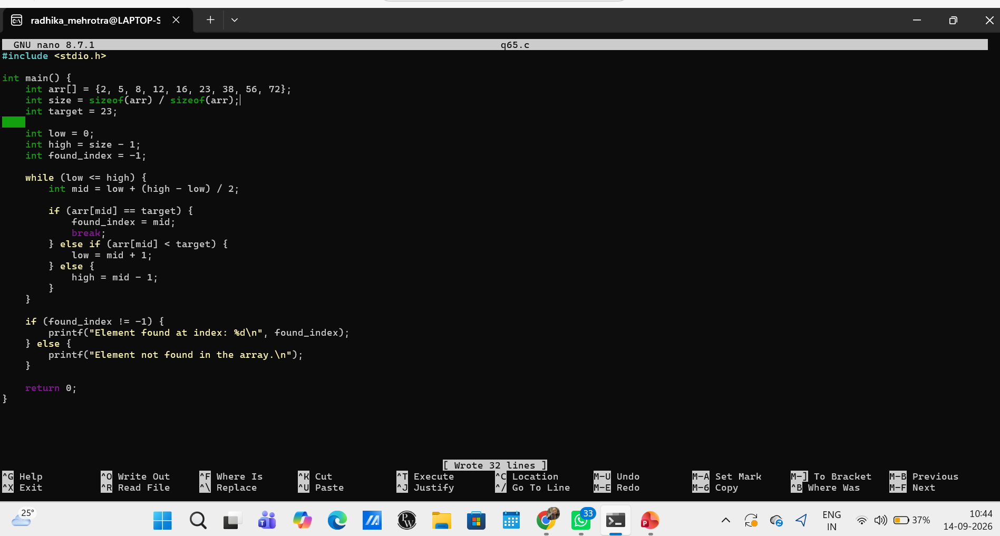 radhika_mehrotra@LAPTOP-S
GNU nano 8.7.1 q65.c
#include <stdio.h>
int main() {
    int arr[] = {2, 5, 8, 12, 16, 23, 38, 56, 72};
    int size = sizeof(arr) / sizeof(arr);
    int target = 23;
    int low = 0;
    int high = size - 1;
    int found_index = -1;
    while (low <= high) {
        int mid = low + (high - low) / 2;
        if (arr[mid] == target) {
            found_index = mid;
            break;
        } else if (arr[mid] < target) {
            low = mid + 1;
        } else {
            high = mid - 1;
        }
    }
    if (found_index != -1) {
        printf("Element found at index: %d\n", found_index);
    } else {
        printf("Element not found in the array.\n");
    }
    return 0;
}
[ Wrote 32 lines ]
^G Help ^O Write Out ^F Where Is ^K Cut ^T Execute ^C Location M-U Undo M-A Set Mark M-] To Bracket M-B Previous
^X Exit ^R Read File ^\ Replace ^U Paste ^J Justify ^/ Go To Line M-E Redo M-6 Copy ^B Where Was M-F Next
25°
T
PW
33
P
ENG
IN
37%
10:44
14-09-2026